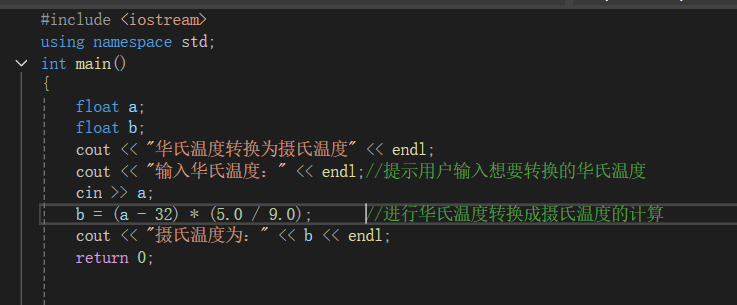 #include <iostream>
using namespace std;
int main()
{
float a;
float b;
cout << "华氏温度转换为摄氏温度" << endl;
cout << "输入华氏温度：" << endl;//提示用户输入想要转换的华氏温度
cin >> a;
b = (a - 32) * (5.0 / 9.0); //进行华氏温度转换成摄氏温度的计算
cout << "摄氏温度为：" << b << endl;
return 0;